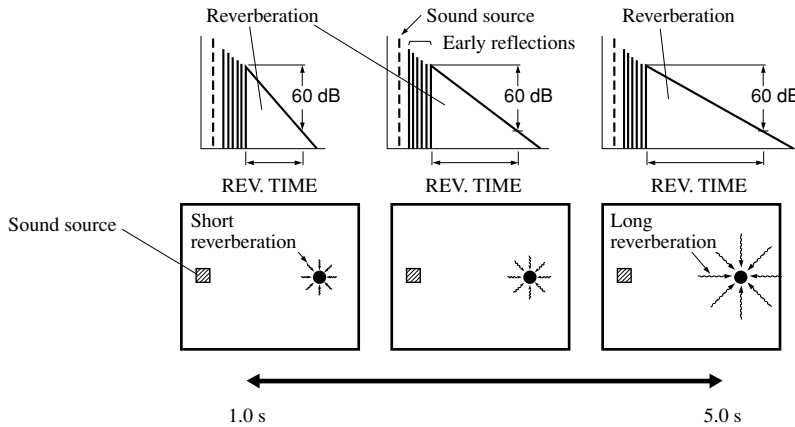 Reverberation
Sound source
Early reflections
Reverberation
60 dB
60 dB
60 dB
REV. TIME
REV. TIME
REV. TIME
Sound source
Short
reverberation
Long
reverberation
1.0 s
5.0 s